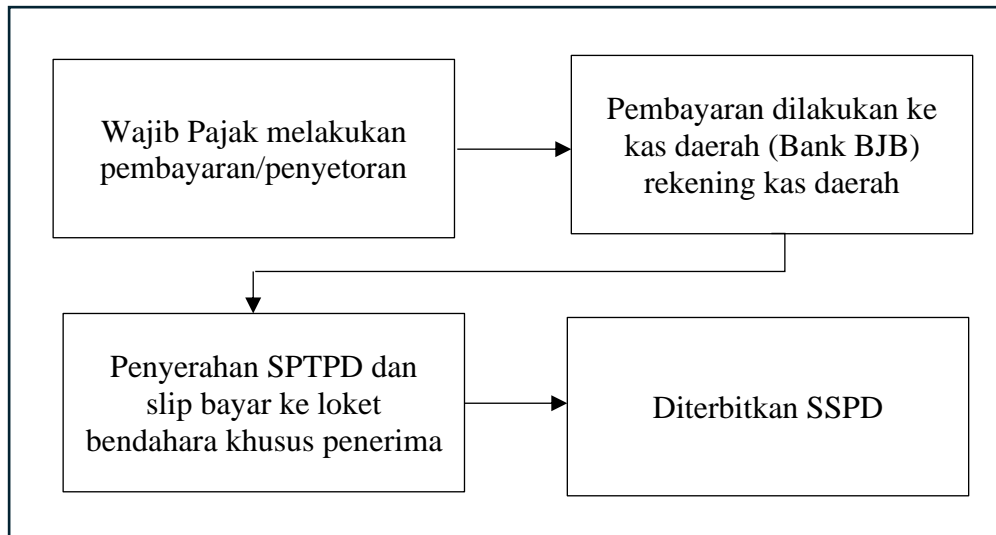 Wajib Pajak melakukan
pembayaran/penyetoran
Pembayaran dilakukan ke
kas daerah (Bank BJB)
rekening kas daerah
Penyerahan SPTPD dan
slip bayar ke loket
bendahara khusus penerima
Diterbitkan SSPD